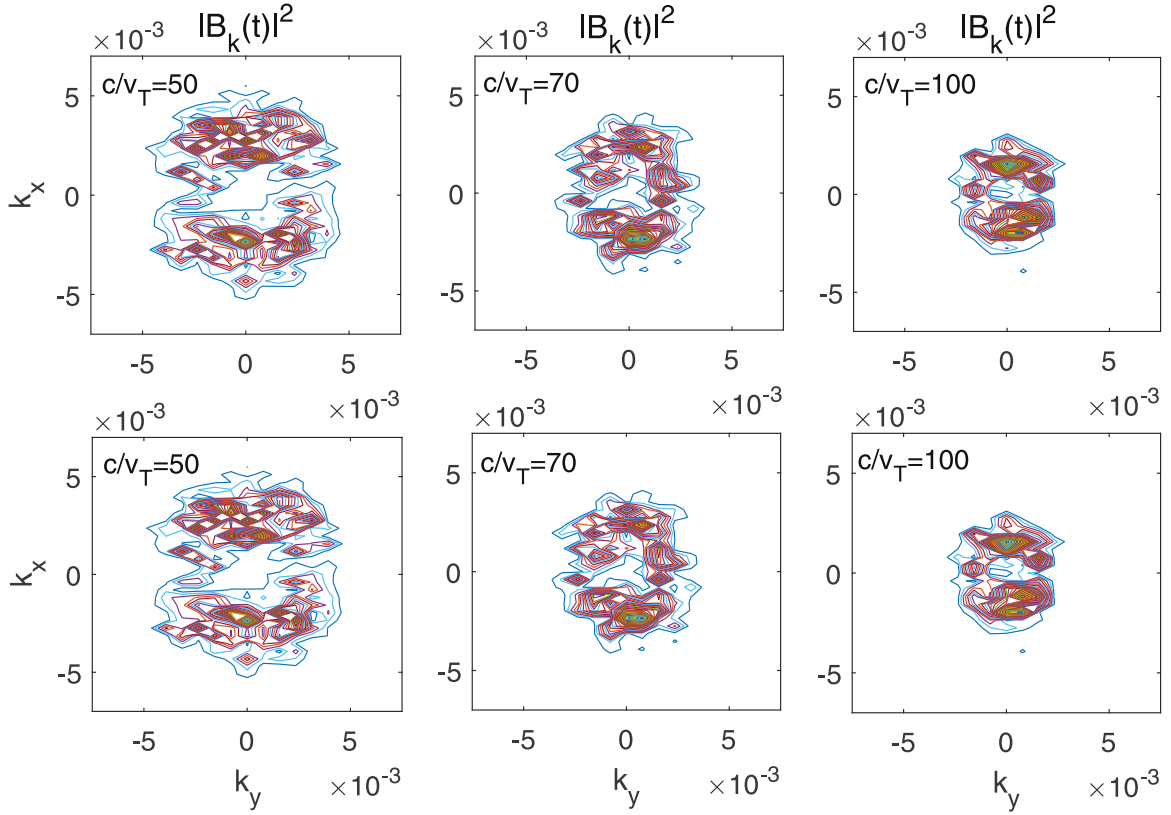 |B_k(t)|² |B_k(t)|² |B_k(t)|²
×10⁻³ ×10⁻³ ×10⁻³
c/v_T=50 c/v_T=70 c/v_T=100
5 5 5
k_x 0 0 0
-5 -5 -5
-5 0 5 -5 0 5 -5 0 5
×10⁻³ ×10⁻³ ×10⁻³
×10⁻³ ×10⁻³ ×10⁻³
c/v_T=50 c/v_T=70 c/v_T=100
5 5 5
k_x 0 0 0
-5 -5 -5
-5 0 5 -5 0 5 -5 0 5
k_y ×10⁻³ k_y ×10⁻³ k_y ×10⁻³